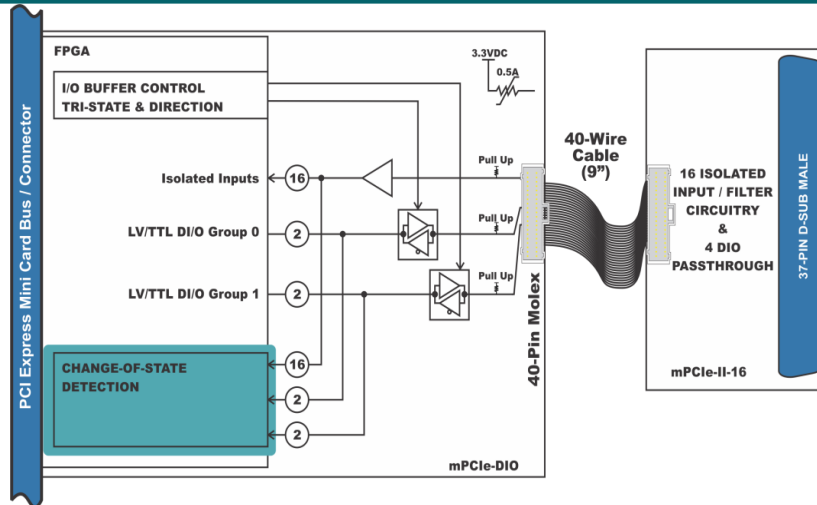 PCI Express Mini Card Bus / Connector
FPGA
I/O BUFFER CONTROL
TRI-STATE & DIRECTION
3.3VDC
0.5A
Isolated Inputs
16
Pull Up
LV/TTL DI/O Group 0
2
Pull Up
LV/TTL DI/O Group 1
2
Pull Up
CHANGE-OF-STATE
DETECTION
16
2
2
mPCIe-DIO
40-Pin Molex
40-Wire
Cable
(9")
16 ISOLATED
INPUT / FILTER
CIRCUITRY
&
4 DIO
PASSTHROUGH
mPCIe-II-16
37-PIN D-SUB MALE